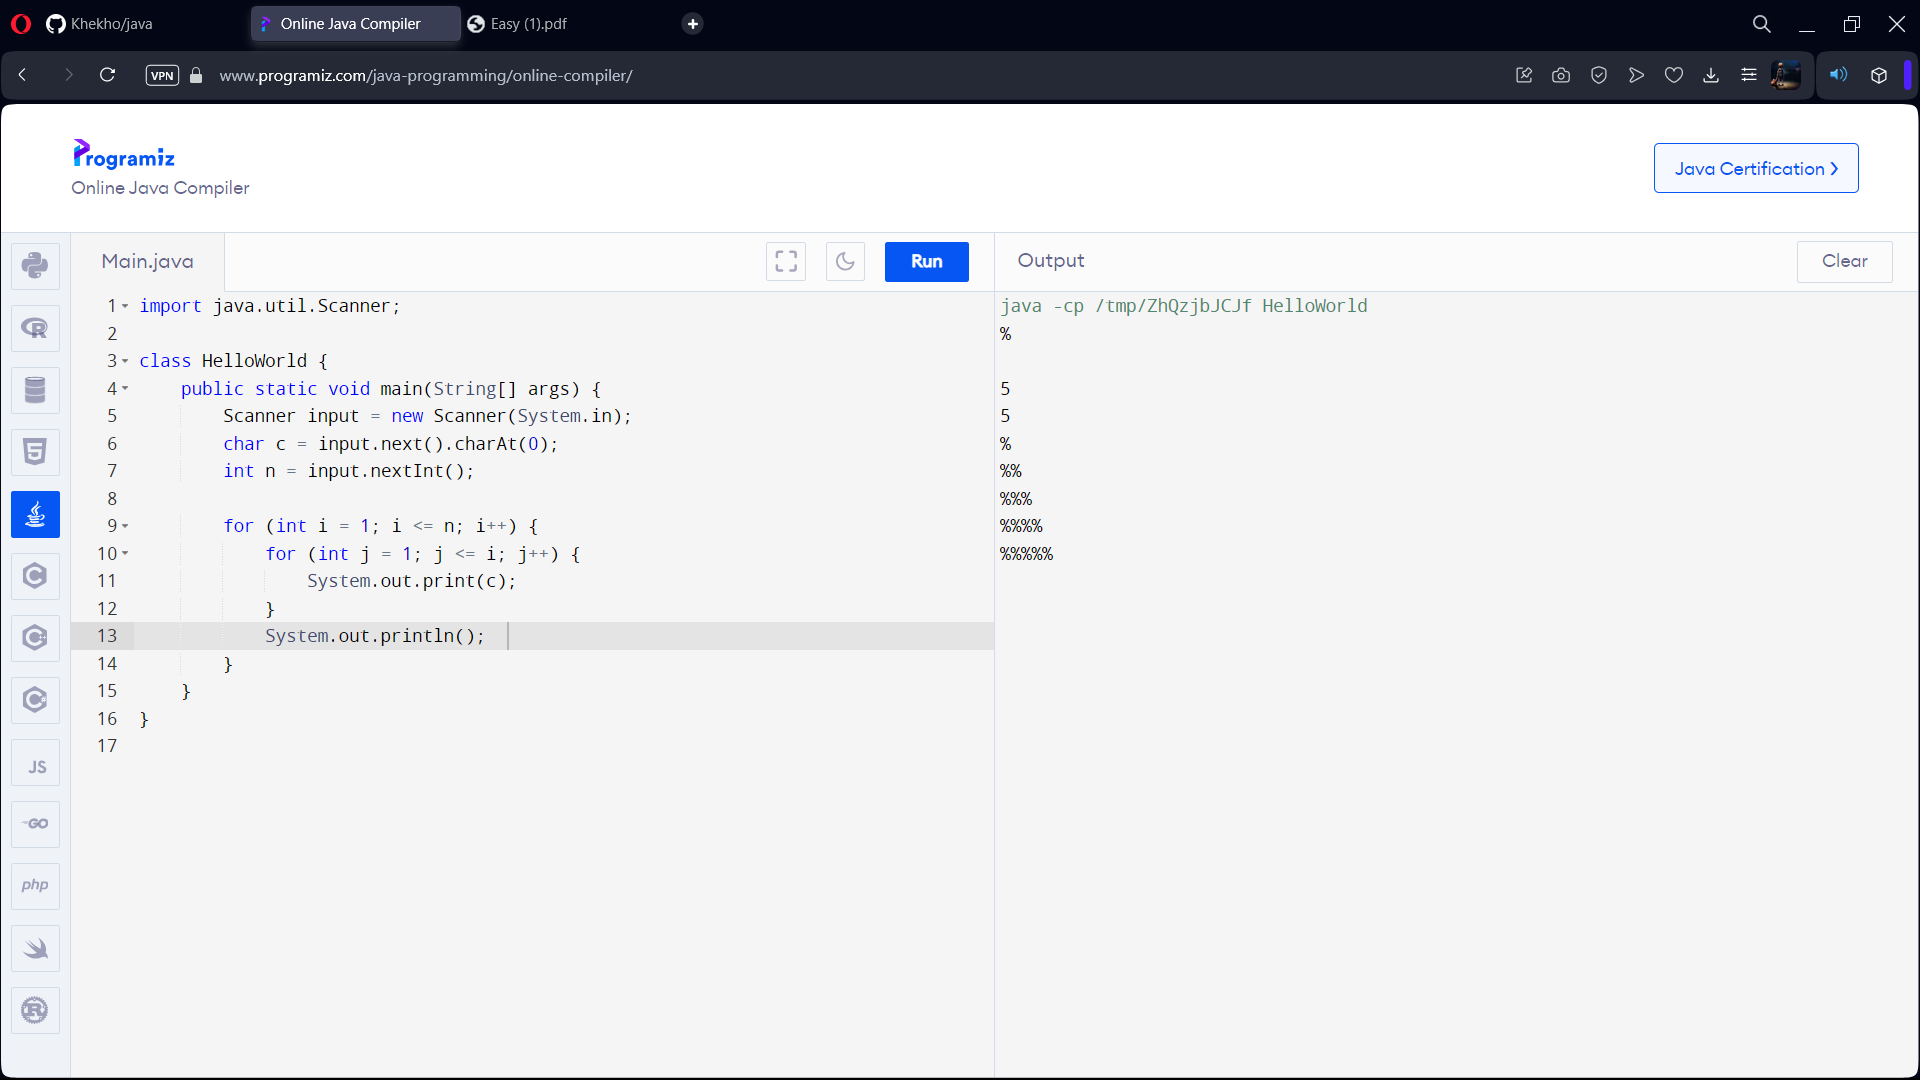 Khekho/java
Online Java Compiler
Easy (1).pdf
VPN
www.programiz.com/java-programming/online-compiler/
Programiz
Online Java Compiler
Java Certification
Main.java
Run
Output
Clear
1 import java.util.Scanner;
2
3 class HelloWorld {
4     public static void main(String[] args) {
5         Scanner input = new Scanner(System.in);
6         char c = input.next().charAt(0);
7         int n = input.nextInt();
8
9         for (int i = 1; i <= n; i++) {
10             for (int j = 1; j <= i; j++) {
11                 System.out.print(c);
12             }
13             System.out.println();
14         }
15     }
16 }
17
java -cp /tmp/ZhQzjbJCJf HelloWorld
%
5
5
%
%%
%%%
%%%%
%%%%%
JS
GO
php